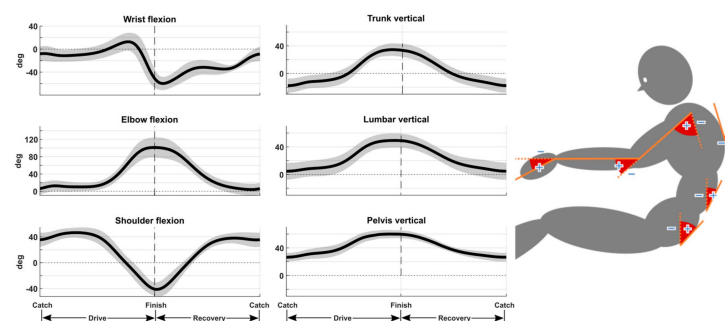 Wrist flexion
40
0
-40
deg
Trunk vertical
40
0
Elbow flexion
120
80
40
0
deg
Lumbar vertical
40
0
Shoulder flexion
40
0
-40
deg
Pelvis vertical
40
0
Catch Finish Catch
Drive Recovery
Catch Finish Catch
Drive Recovery